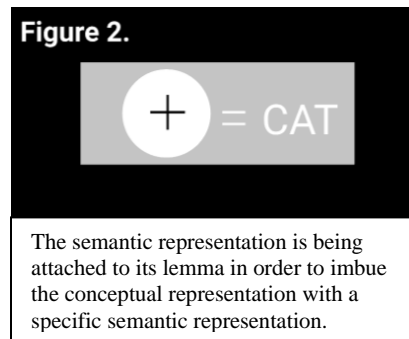 Figure 2.
+ = CAT
The semantic representation is being
attached to its lemma in order to imbue
the conceptual representation with a
specific semantic representation.